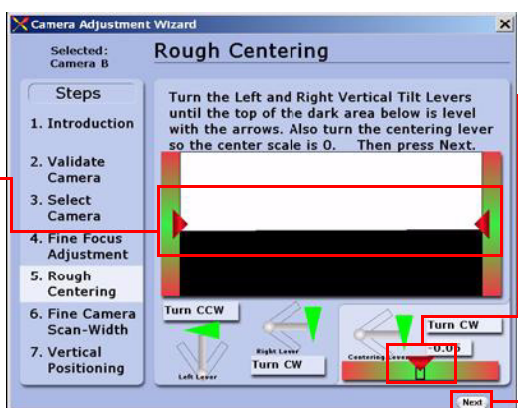 Camera Adjustment Wizard
Selected:
Camera B
Rough Centering
Steps
1. Introduction
2. Validate
Camera
3. Select
Camera
4. Fine Focus
Adjustment
5. Rough
Centering
6. Fine Camera
Scan-Width
7. Vertical
Positioning
Turn the Left and Right Vertical Tilt Levers
until the top of the dark area below is level
with the arrows. Also turn the centering lever
so the center scale is 0. Then press Next.
Turn CCW
Left Lever
Right Lever
Turn CW
Centering Lever
Turn CW
-0.06
Next